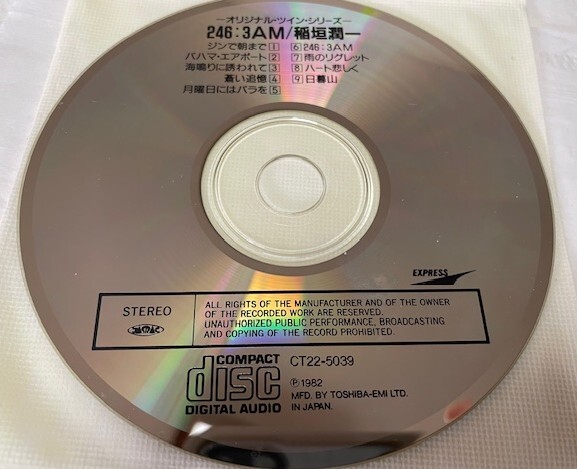 —オリジナル・ツイン・シリーズ—
246:3AM/稲垣潤一
ジンで朝まで 1
バハマ・エアポート 2
海鳴りに誘われて 3
蒼い追憶 4
月曜日にはバラを 5
6 246:3AM
7 雨のリグレット
8 ハート悲しく
9 日暮山
EXPRESS
STEREO
JASRAC
ALL RIGHTS OF THE MANUFACTURER AND OF THE OWNER
OF THE RECORDED WORK ARE RESERVED.
UNAUTHORIZED PUBLIC PERFORMANCE, BROADCASTING
AND COPYING OF THE RECORD PROHIBITED.
COMPACT
disc
DIGITAL AUDIO
CT22-5039
Ⓟ1982
MFD. BY TOSHIBA-EMI LTD.
IN JAPAN.